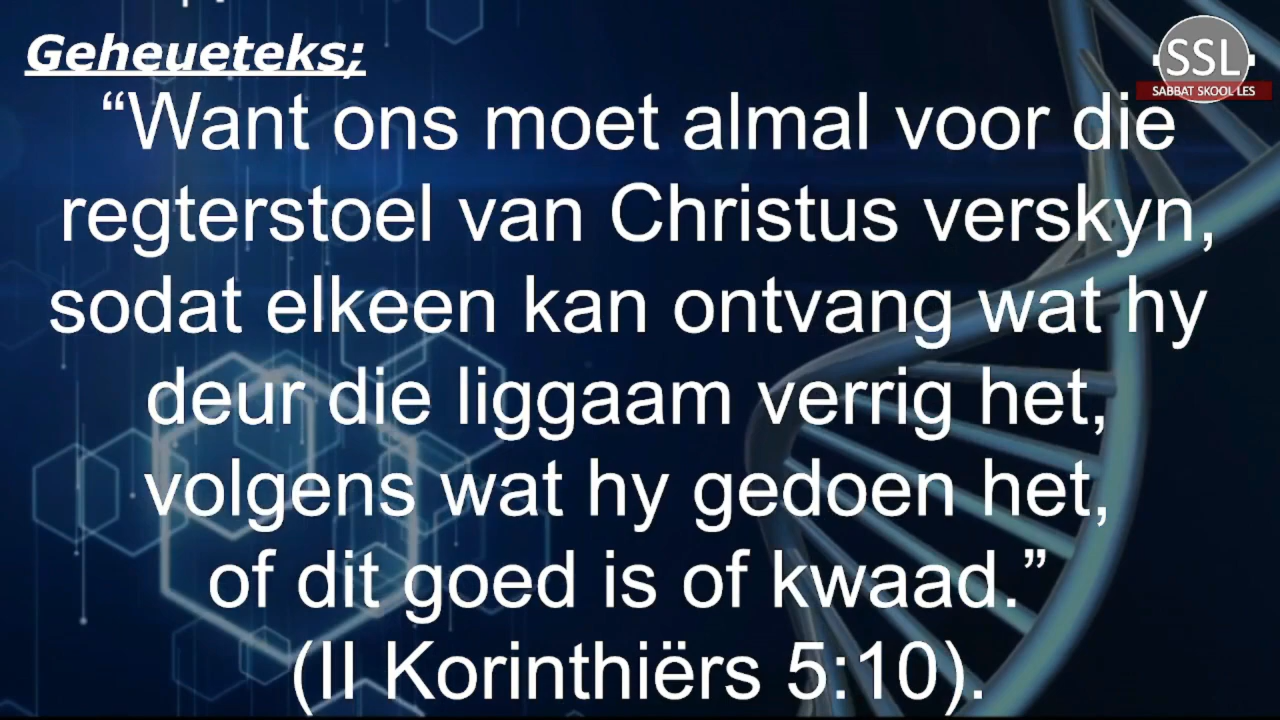 Geheueteks;
SSL
SABBAT SKOOL LES
“Want ons moet almal voor die
regterstoel van Christus verskyn,
sodat elkeen kan ontvang wat hy
deur die liggaam verrig het,
volgens wat hy gedoen het,
of dit goed is of kwaad.”
(II Korinthiërs 5:10).